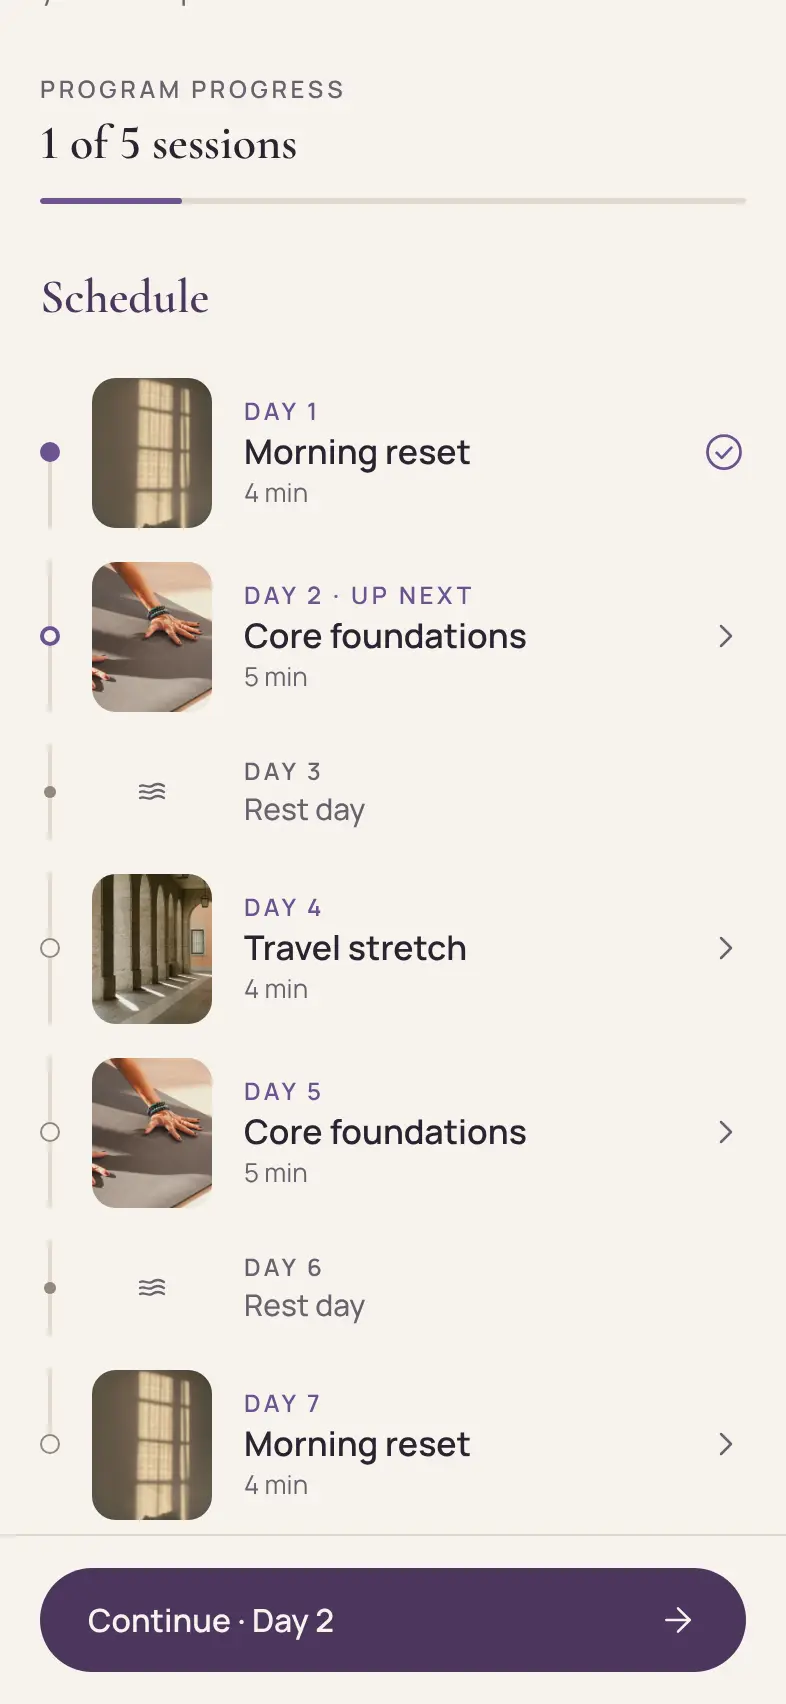 PROGRAM PROGRESS
1 of 5 sessions
Schedule
DAY 1
Morning reset
4 min
DAY 2 · UP NEXT
Core foundations
5 min
DAY 3
Rest day
DAY 4
Travel stretch
4 min
DAY 5
Core foundations
5 min
DAY 6
Rest day
DAY 7
Morning reset
4 min
Continue · Day 2